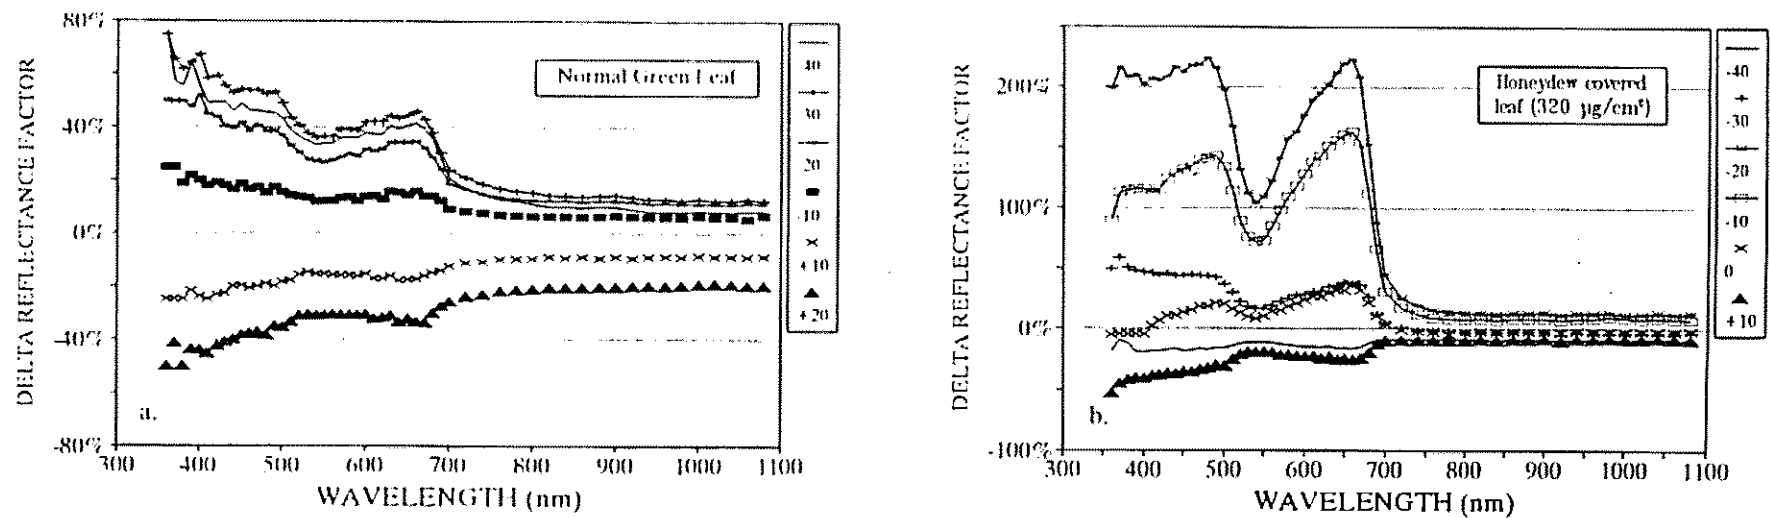 80%
40%
0%
-40%
-80%
DELTA REFLECTANCE FACTOR
Normal Green Leaf
a.
300 400 500 600 700 800 900 1000 1100
WAVELENGTH (nm)
40
30
20
10
+10
+20
200%
100%
0%
-100%
DELTA REFLECTANCE FACTOR
Honeydew covered
leaf (320 µg/cm²)
b.
300 400 500 600 700 800 900 1000 1100
WAVELENGTH (nm)
-40
-30
-20
-10
0
+10